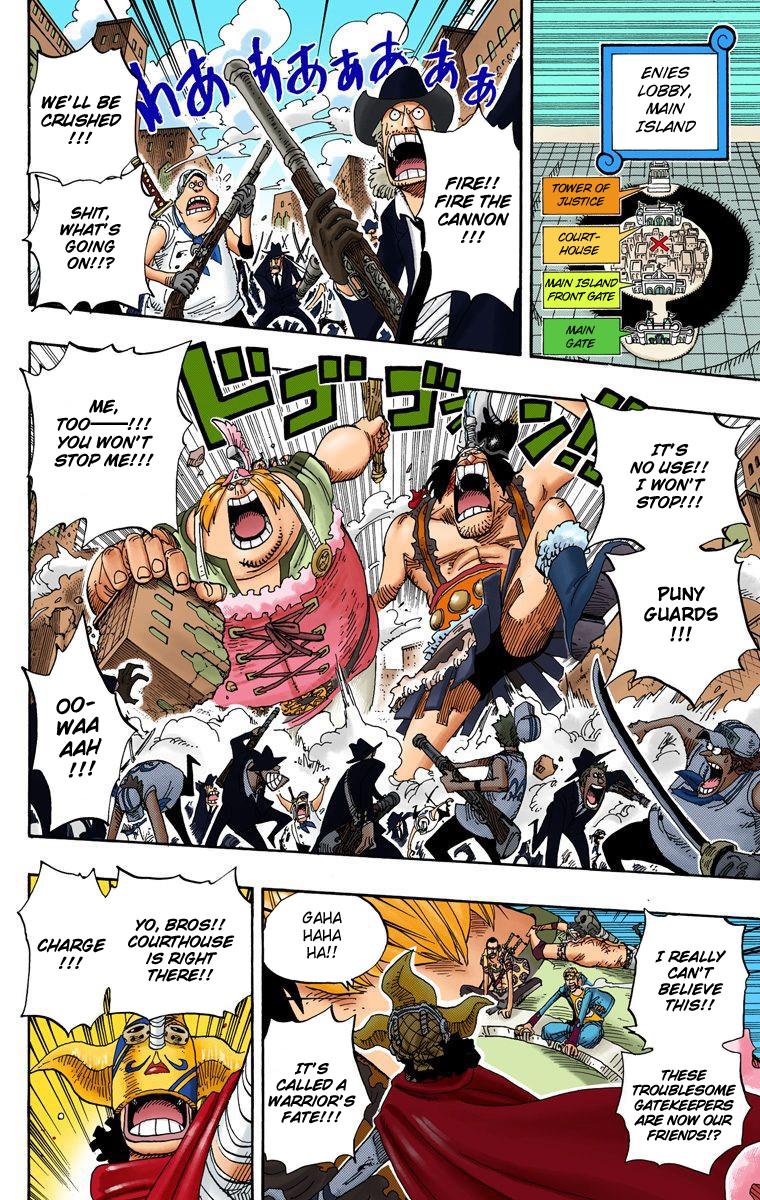 ENIES
LOBBY,
MAIN
ISLAND
TOWER OF
JUSTICE
COURT-
HOUSE
MAIN ISLAND
FRONT GATE
MAIN
GATE
わあああああああ
FIRE!!
FIRE THE
CANNON
!!!
WE'LL BE
CRUSHED
!!!
SHIT,
WHAT'S
GOING
ON!!?
ドゴゴゴォン!!
IT'S
NO USE!!
I WON'T
STOP!!!
PUNY
GUARDS
!!!
ME,
TOO——!!!
YOU WON'T
STOP ME!!!
OO-
WAA
AAH
!!!
I REALLY
CAN'T
BELIEVE
THIS!!
THESE
TROUBLESOME
GATEKEEPERS
ARE NOW OUR
FRIENDS!?
GAHA
HAHA
HA!!
IT'S
CALLED A
WARRIOR'S
FATE!!!
YO, BROS!!
COURTHOUSE
IS RIGHT
THERE!!
CHARGE
!!!